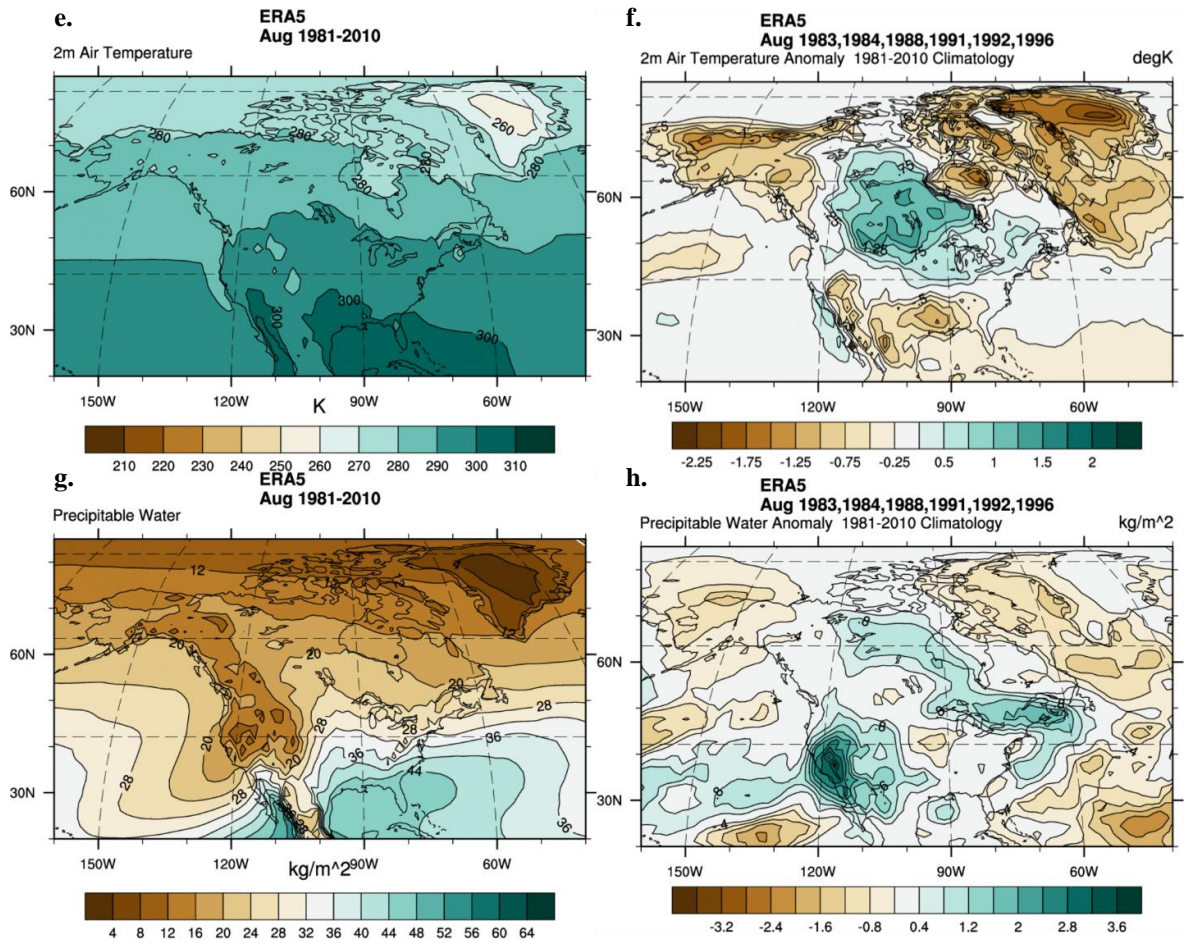 e.
ERA5
Aug 1981-2010
2m Air Temperature
280
280
260
280
280
280
300
300
300
60N
30N
150W
120W
90W
60W
K
210 220 230 240 250 260 270 280 290 300 310
f.
ERA5
Aug 1983,1984,1988,1991,1992,1996
2m Air Temperature Anomaly 1981-2010 Climatology
degK
60N
30N
150W
120W
90W
60W
-2.25 -1.75 -1.25 -0.75 -0.25 0.5 1 1.5 2
g.
ERA5
Aug 1981-2010
Precipitable Water
12
12
20
20
20
20
20
28
28
28
28
36
36
36
44
60N
30N
150W
120W
90W
60W
kg/m^2
4 8 12 16 20 24 28 32 36 40 44 48 52 56 60 64
h.
ERA5
Aug 1983,1984,1988,1991,1992,1996
Precipitable Water Anomaly 1981-2010 Climatology
kg/m^2
60N
30N
150W
120W
90W
60W
-3.2 -2.4 -1.6 -0.8 0.4 1.2 2 2.8 3.6